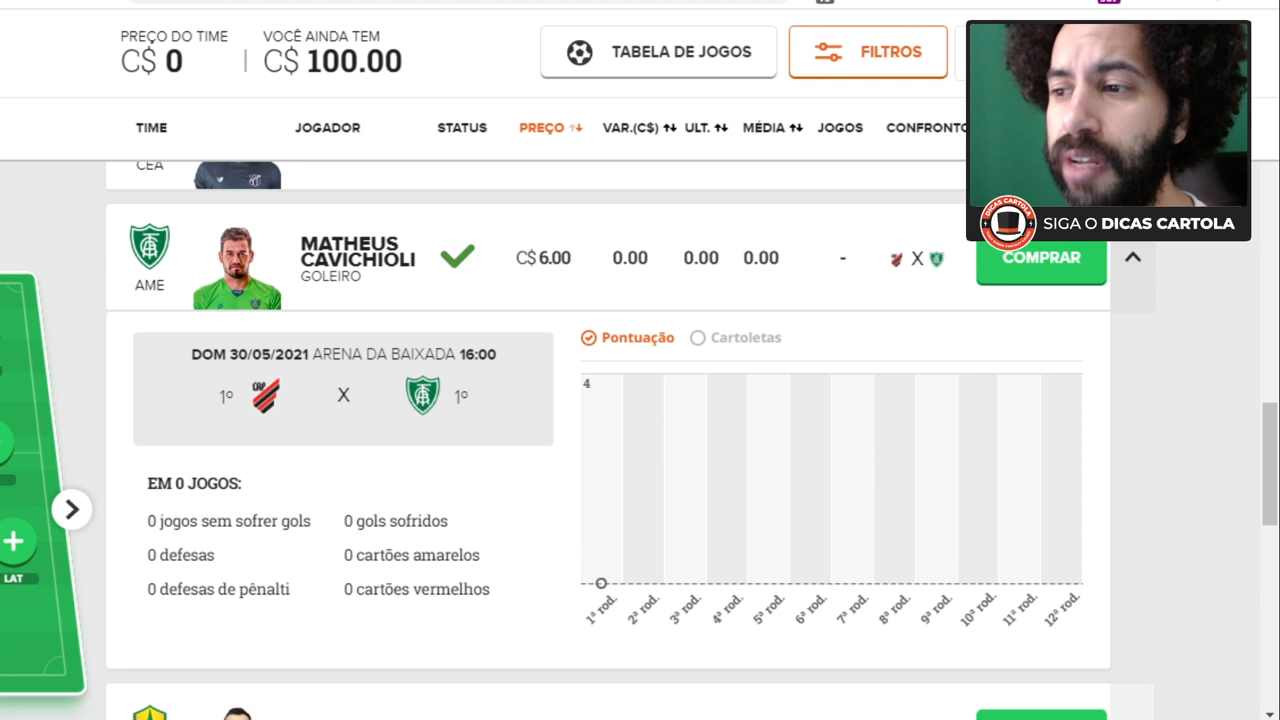 PREÇO DO TIME
C$ 0
VOCÊ AINDA TEM
C$ 100.00
TABELA DE JOGOS
FILTROS
TIME JOGADOR STATUS PREÇO VAR.(C$) ULT. MÉDIA JOGOS CONFRONTO
CEA
SIGA O DICAS CARTOLA
DICAS CARTOLA
AME
MATHEUS
CAVICHIOLI
GOLEIRO
C$ 6.00 0.00 0.00 0.00 - X
COMPRAR
DOM 30/05/2021 ARENA DA BAIXADA 16:00
1º CAP X 1º
Pontuação Cartoletas
4
EM 0 JOGOS:
0 jogos sem sofrer gols 0 gols sofridos
0 defesas 0 cartões amarelos
0 defesas de pênalti 0 cartões vermelhos
1ª rod. 2ª rod. 3ª rod. 4ª rod. 5ª rod. 6ª rod. 7ª rod. 8ª rod. 9ª rod. 10ª rod. 11ª rod. 12ª rod.
LAT